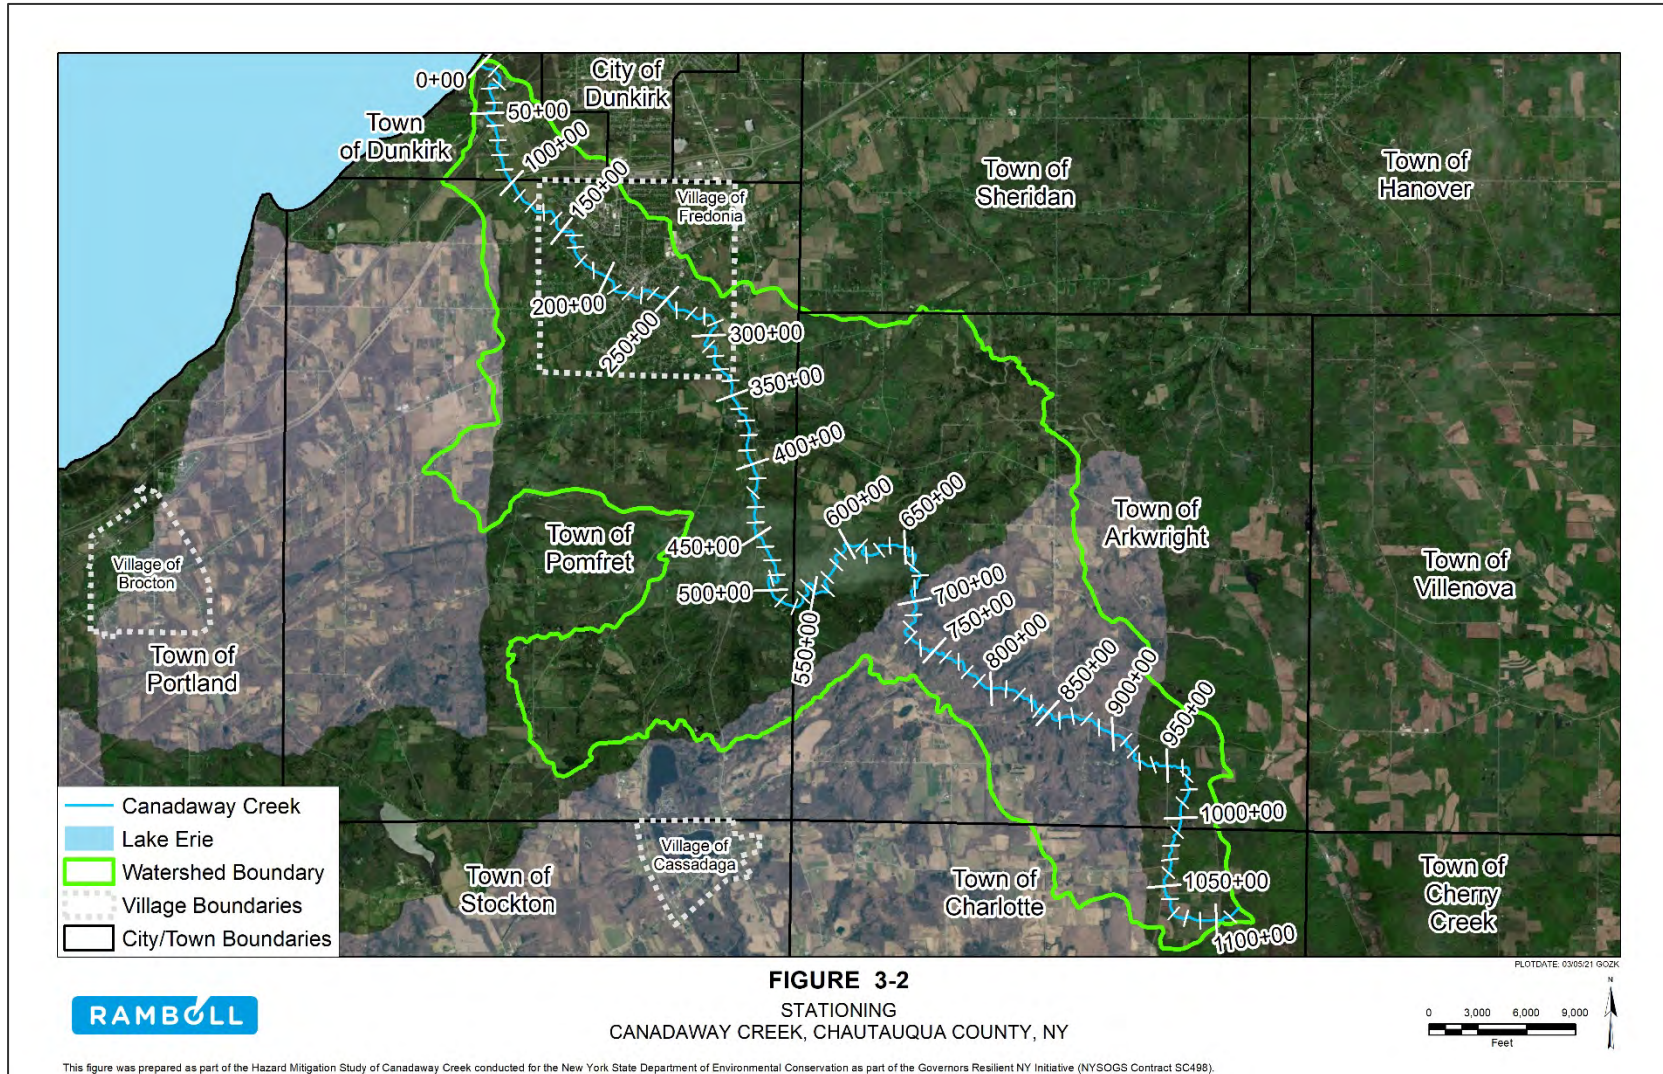 0+00
City of
Dunkirk
50+00
Town
of Dunkirk
100+00
150+00
Village of
Fredonia
Town of
Sheridan
Town of
Hanover
200+00
250+00
300+00
350+00
400+00
600+00
650+00
Town of
Arkwright
Village of
Brocton
Town of
Pomfret
450+00
500+00
550+00
700+00
750+00
800+00
Town of
Villenova
Town of
Portland
850+00
900+00
950+00
1000+00
Village of
Cassadaga
Town of
Stockton
Town of
Charlotte
1050+00
1100+00
Town of
Cherry
Creek
Canadaway Creek
Lake Erie
Watershed Boundary
Village Boundaries
City/Town Boundaries
PLOTDATE: 03/05/21 GOZK
FIGURE 3-2
STATIONING
CANADAWAY CREEK, CHAUTAUQUA COUNTY, NY
RAMBOLL
N
0 3,000 6,000 9,000
Feet
This figure was prepared as part of the Hazard Mitigation Study of Canadaway Creek conducted for the New York State Department of Environmental Conservation as part of the Governors Resilient NY Initiative (NYSOGS Contract SC498).